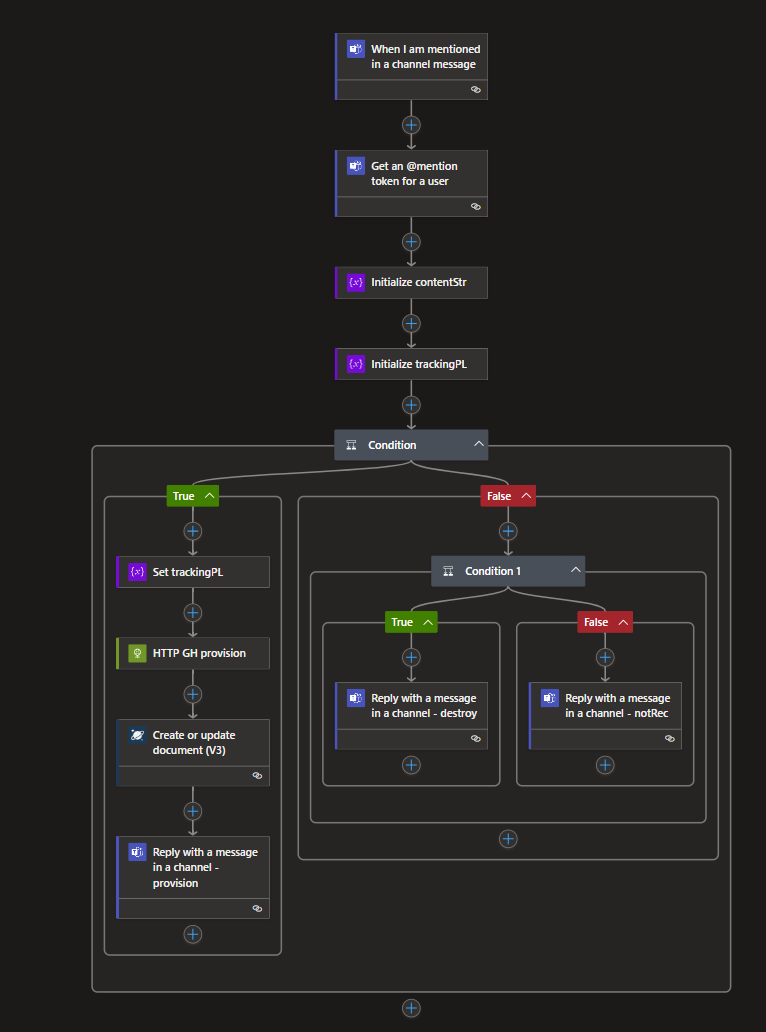 When I am mentioned
in a channel message
Get an @mention
token for a user
{x} Initialize contentStr
{x} Initialize trackingPL
Condition
True
False
{x} Set trackingPL
Condition 1
True
False
HTTP GH provision
Reply with a message
in a channel - destroy
Reply with a message
in a channel - notRec
Create or update
document (V3)
Reply with a message
in a channel -
provision